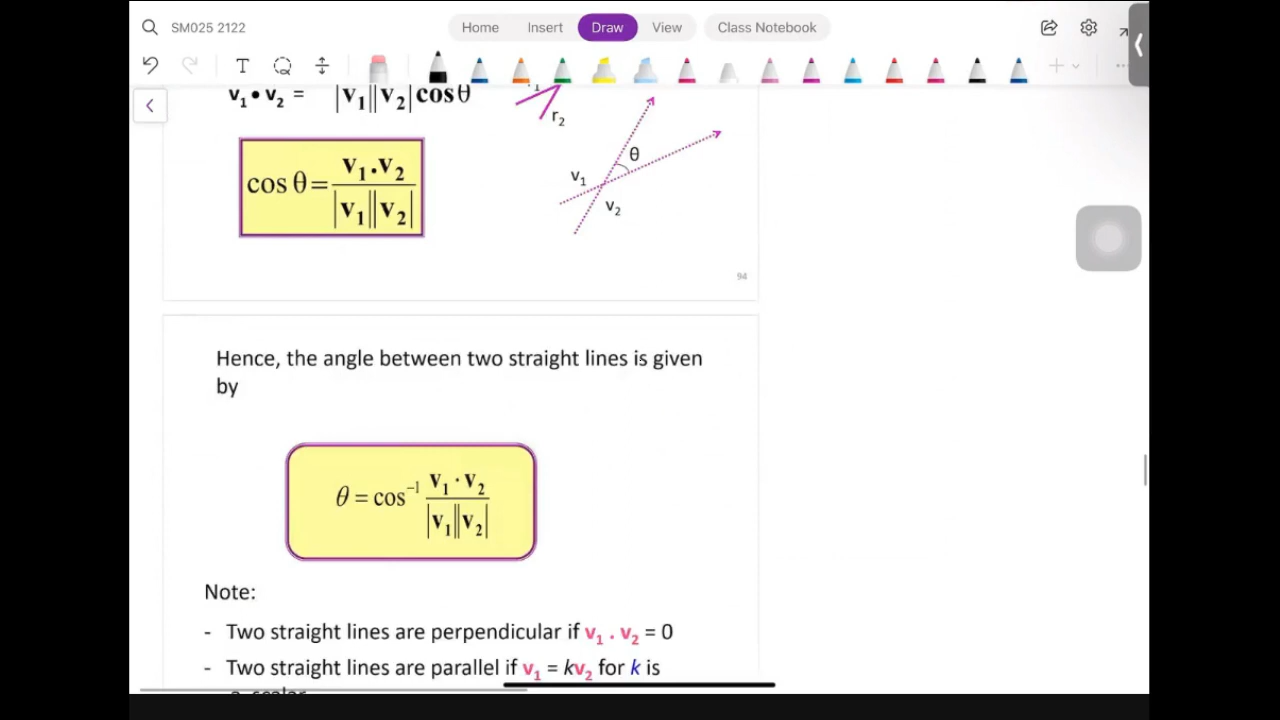 SM025 2122
Home Insert Draw View Class Notebook
T
v₁ • v₂ = |v₁||v₂|cosθ
r₂
θ
v₁
v₂
cos θ = v₁.v₂ / |v₁||v₂|
94
Hence, the angle between two straight lines is given
by
θ = cos⁻¹ v₁ · v₂ / |v₁||v₂|
Note:
- Two straight lines are perpendicular if v₁ . v₂ = 0
- Two straight lines are parallel if v₁ = kv₂ for k is
a scalar